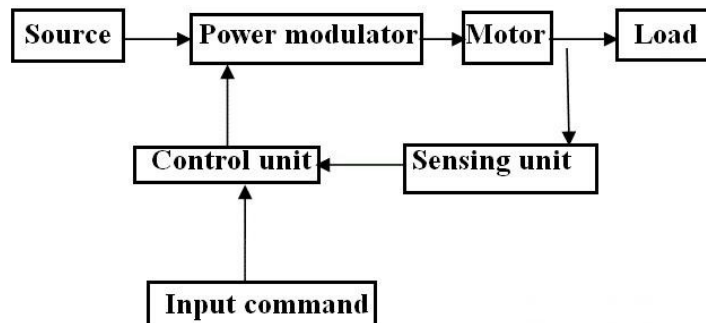 Source
Power modulator
Motor
Load
Control unit
Sensing unit
Input command